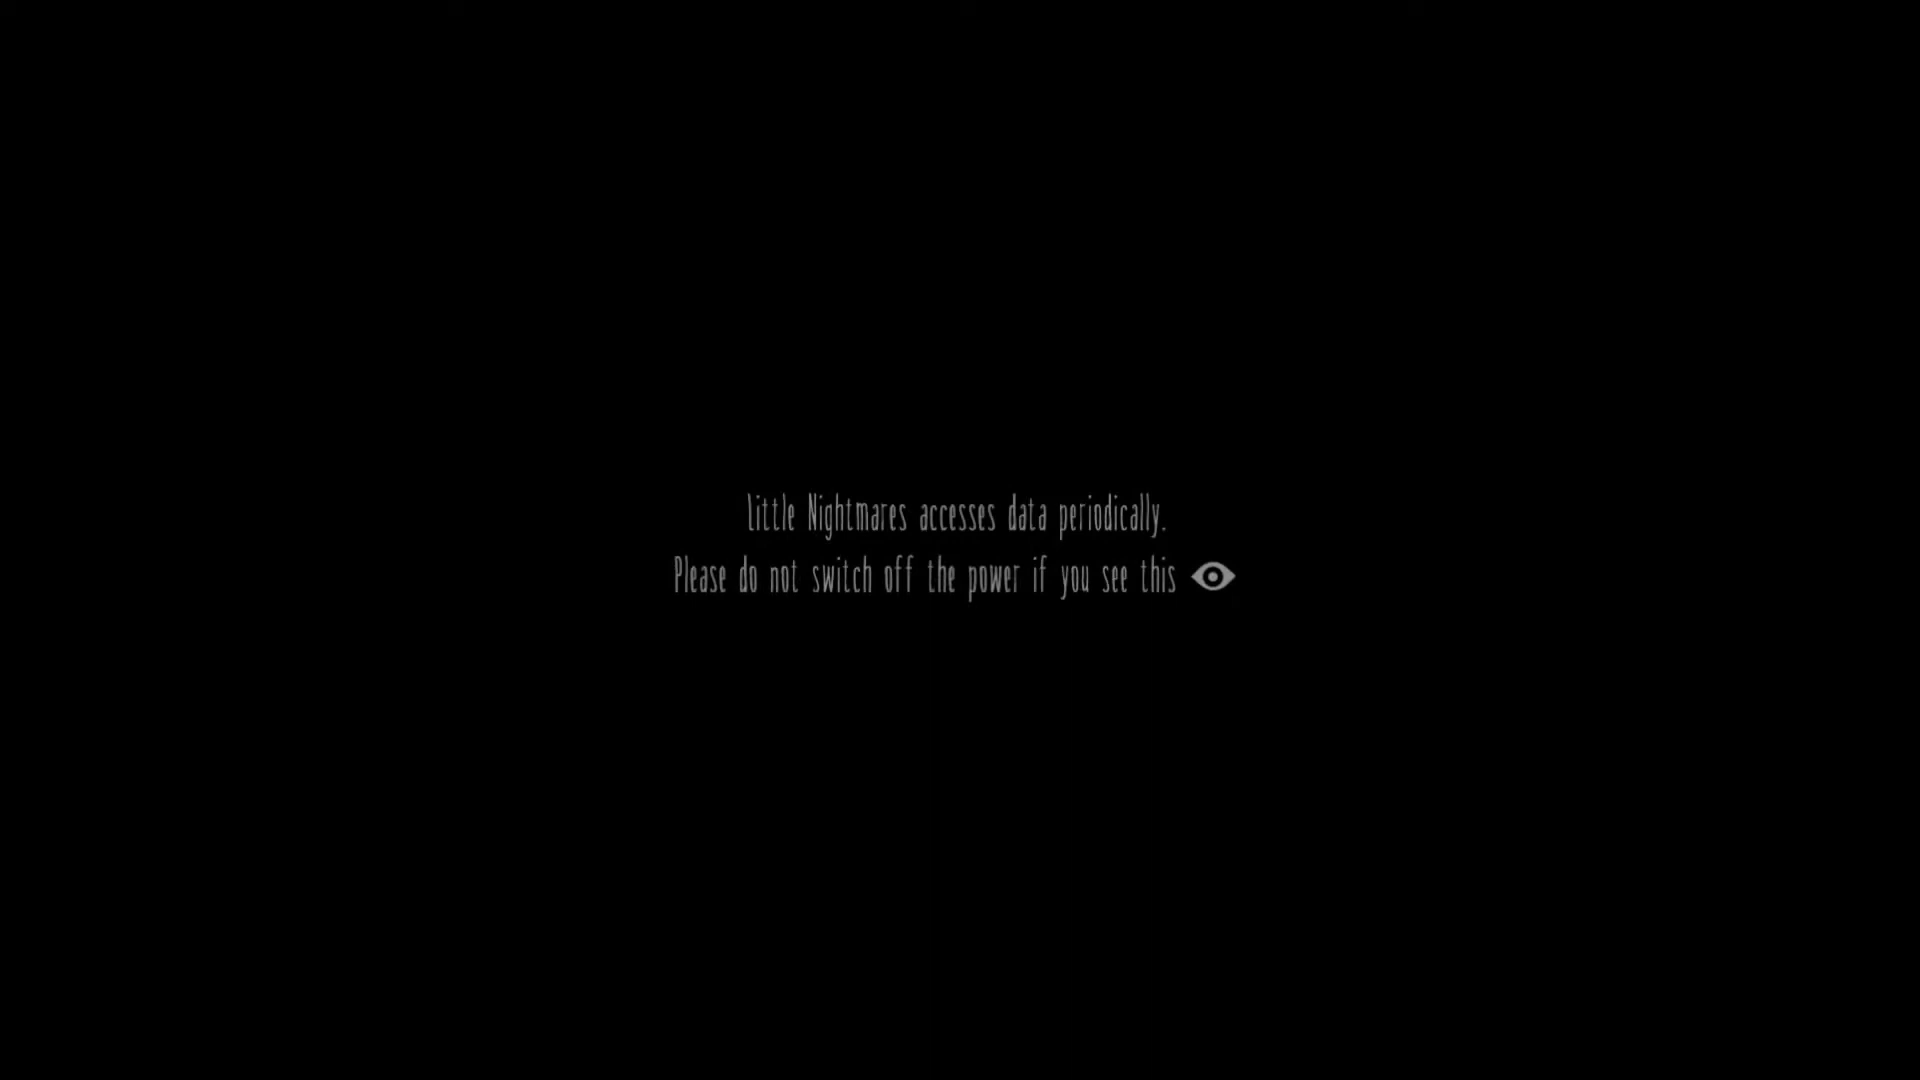 Little Nightmares accesses data periodically.
Please do not switch off the power if you see this